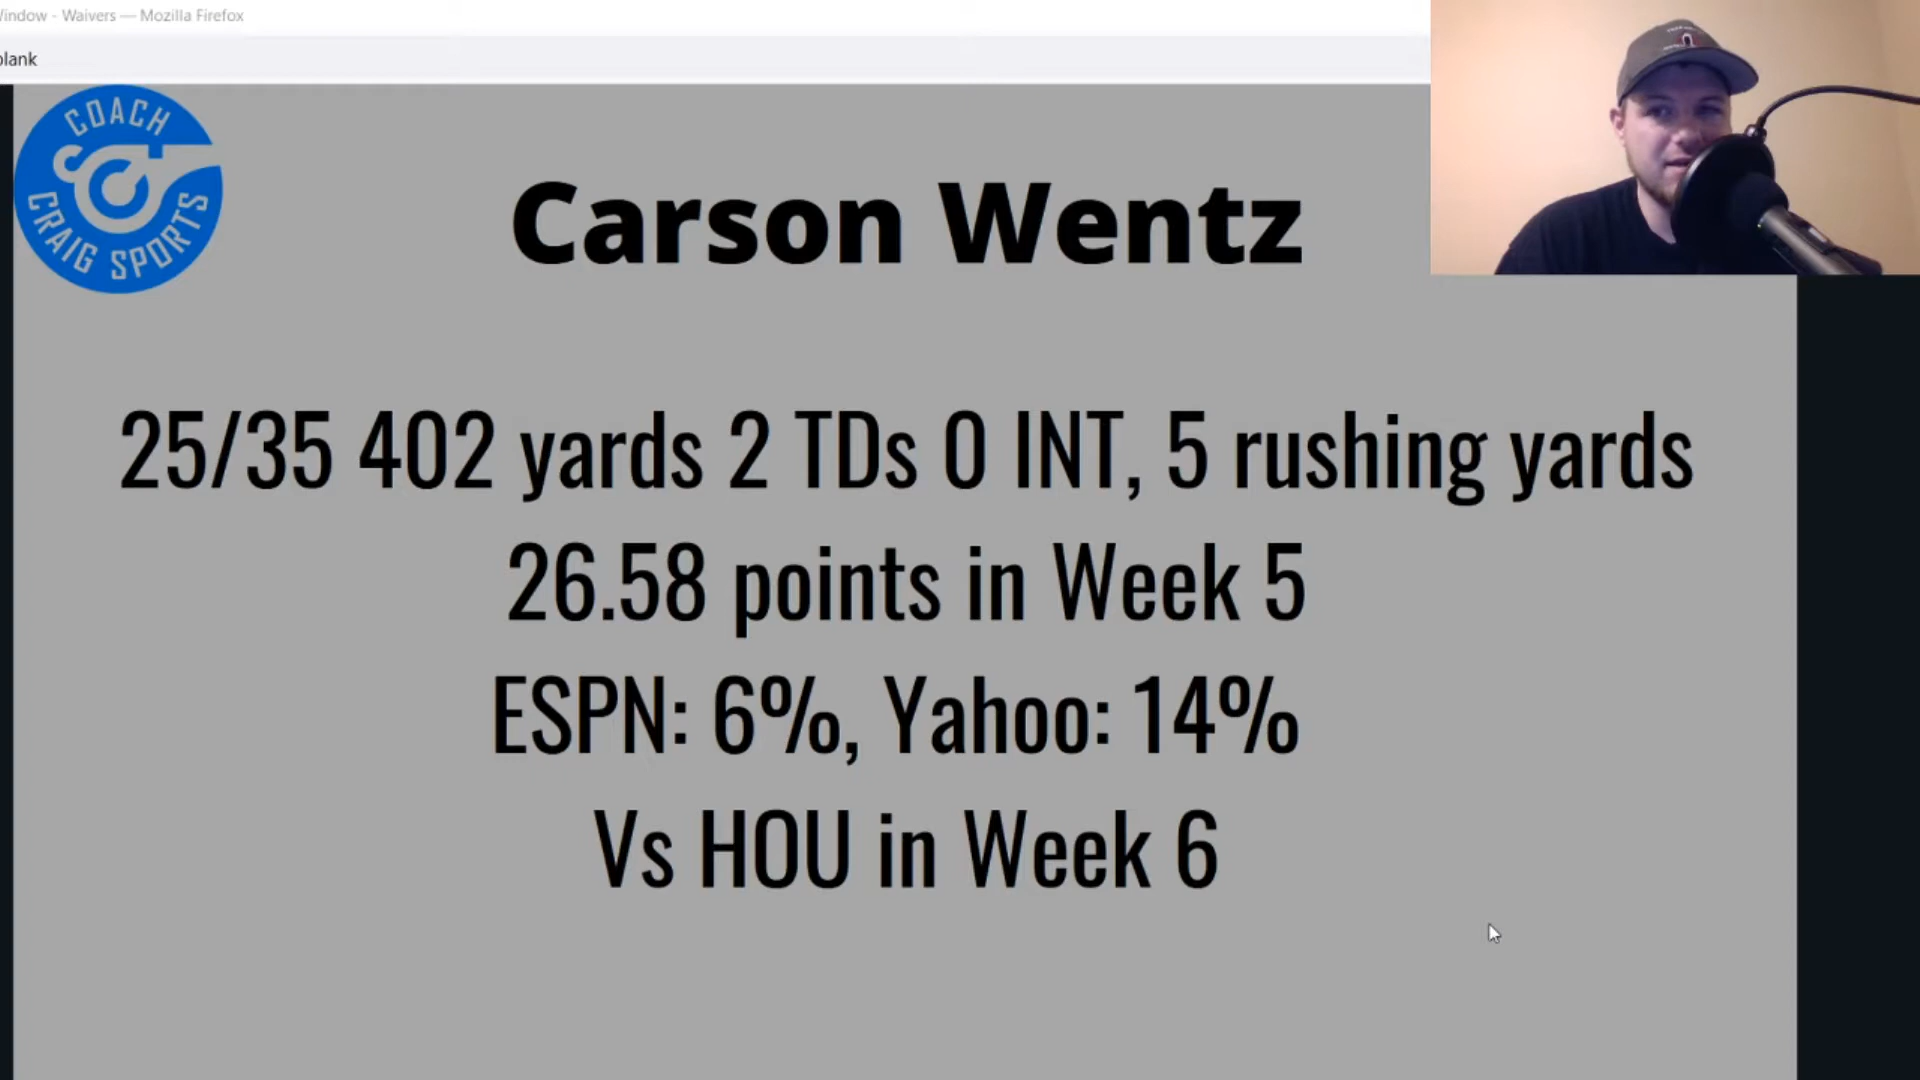 Window - Waivers — Mozilla Firefox
blank
COACH
CRAIG SPORTS
Carson Wentz
25/35 402 yards 2 TDs 0 INT, 5 rushing yards
26.58 points in Week 5
ESPN: 6%, Yahoo: 14%
Vs HOU in Week 6